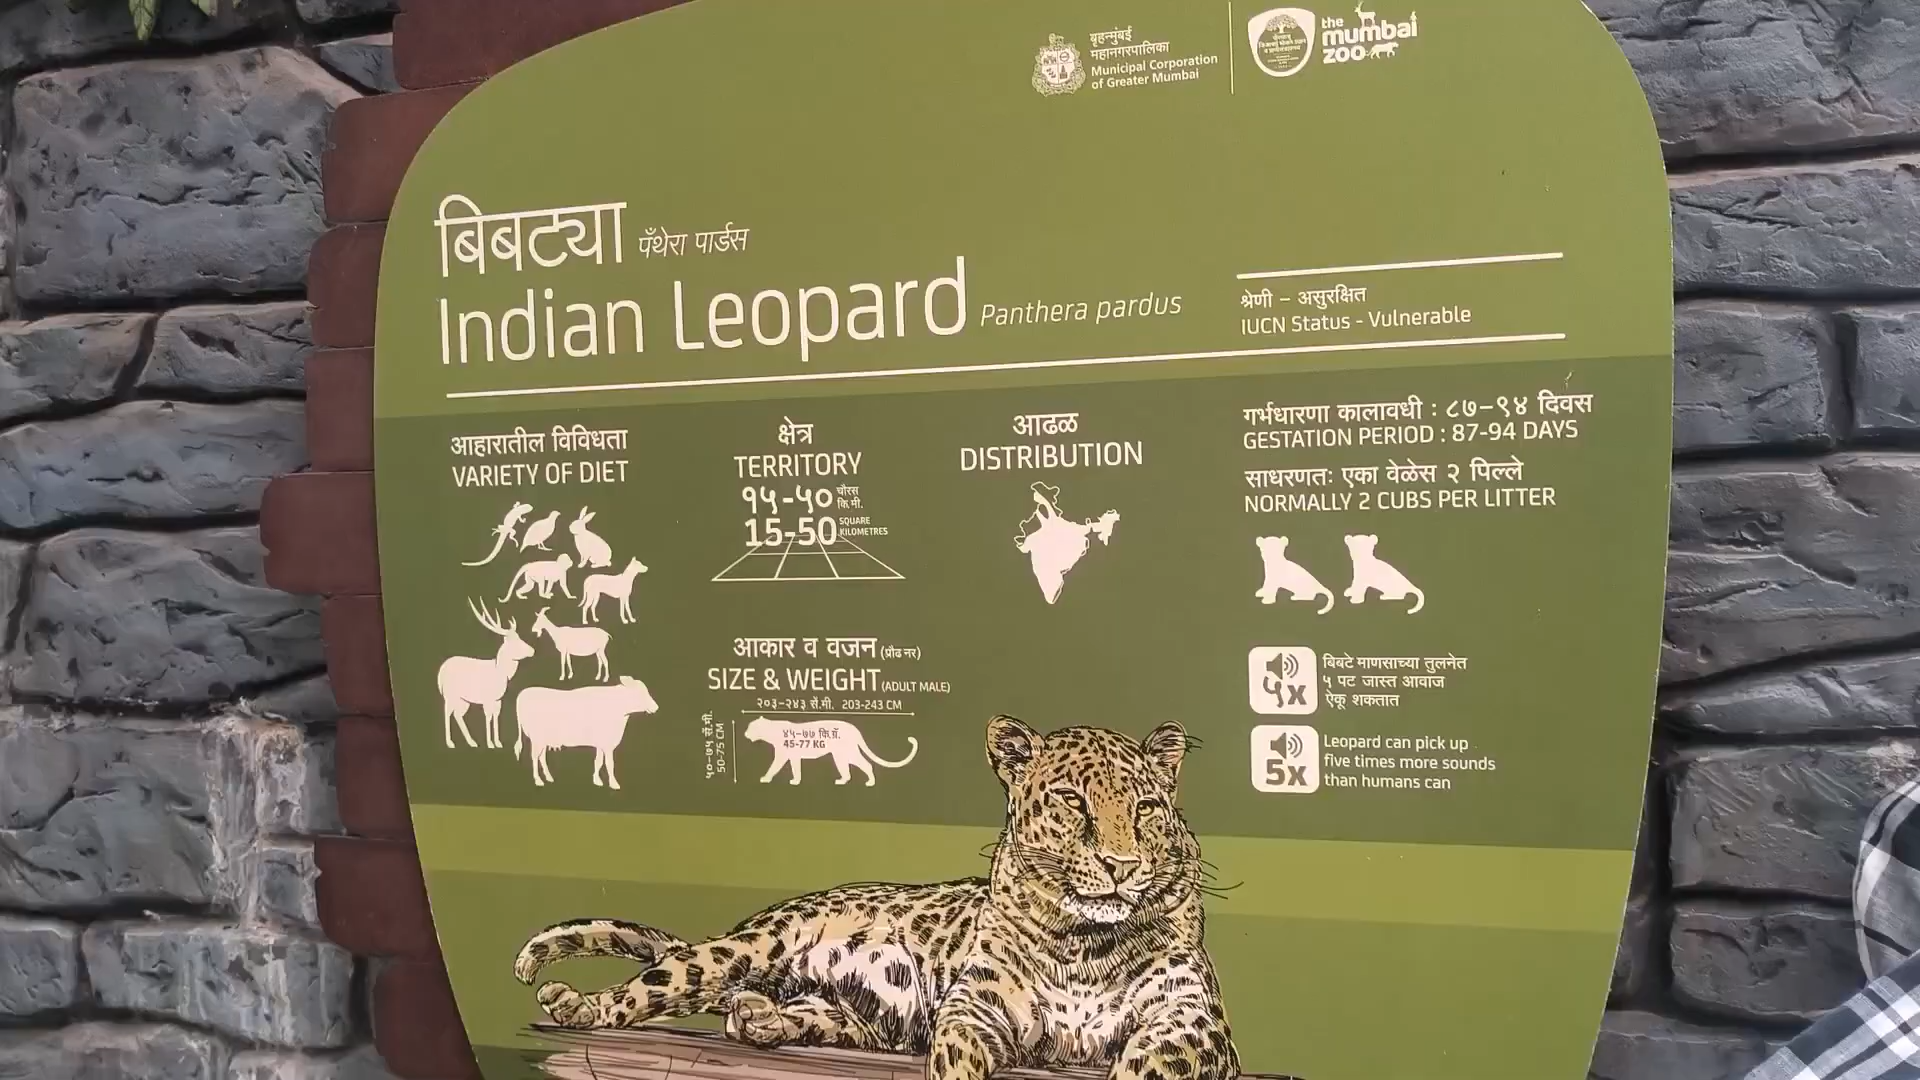 बृहन्मुंबई
महानगरपालिका
Municipal Corporation
of Greater Mumbai
the
mumbai
zoo
बिबट्या पँथेरा पार्डस
Indian Leopard Panthera pardus
श्रेणी – असुरक्षित
IUCN Status - Vulnerable
आहारातील विविधता
VARIETY OF DIET
क्षेत्र
TERRITORY
१५-५० चौरस कि.मी.
15-50 SQUARE KILOMETRES
आढळ
DISTRIBUTION
गर्भधारणा कालावधी : ८७–९४ दिवस
GESTATION PERIOD : 87-94 DAYS
साधरणतः एका वेळेस २ पिल्ले
NORMALLY 2 CUBS PER LITTER
आकार व वजन (प्रौढ नर)
SIZE & WEIGHT (ADULT MALE)
२०३–२४३ सें.मी. 203-243 CM
५०–७५ सें.मी.
50-75 CM
४५–७७ कि.ग्रॅ.
45-77 KG
५x
बिबटे माणसाच्या तुलनेत
५ पट जास्त आवाज
ऐकू शकतात
5x
Leopard can pick up
five times more sounds
than humans can